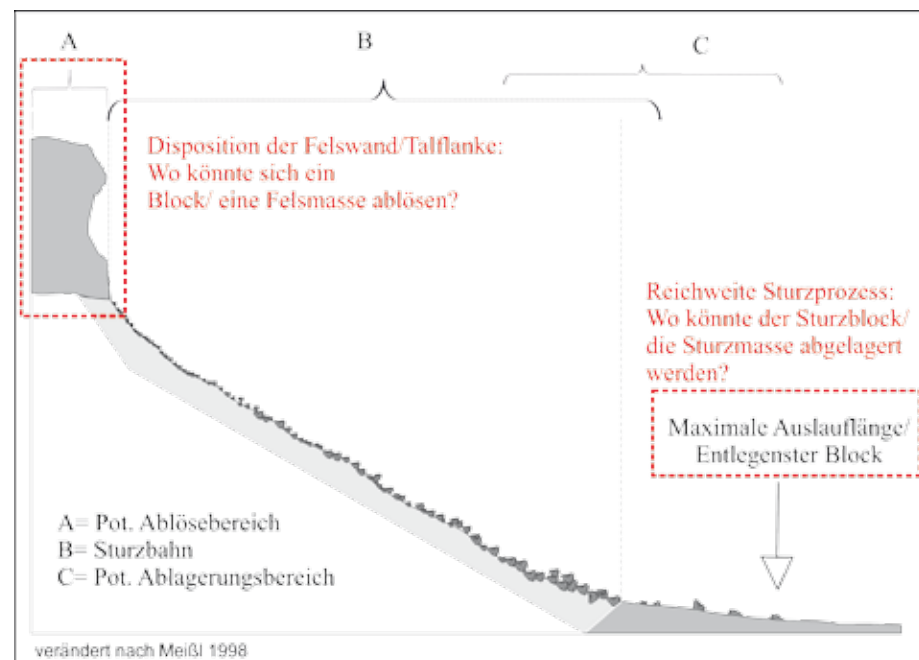 A
B
C
Disposition der Felswand/Talflanke:
Wo könnte sich ein
Block/ eine Felsmasse ablösen?
Reichweite Sturzprozess:
Wo könnte der Sturzblock/
die Sturzmasse abgelagert
werden?
Maximale Auslauflänge/
Entlegenster Block
A= Pot. Ablösebereich
B= Sturzbahn
C= Pot. Ablagerungsbereich
verändert nach Meißl 1998